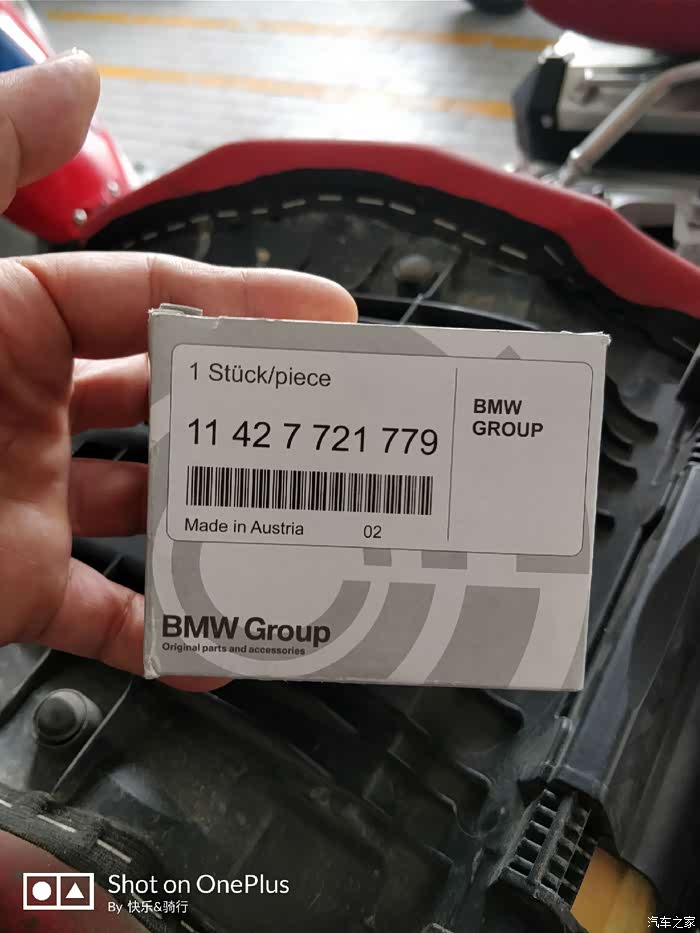 1 Stück/piece
11 42 7 721 779
Made in Austria 02
BMW
GROUP
BMW Group
Original parts and accessories
Shot on OnePlus
By 快乐&骑行
汽车之家